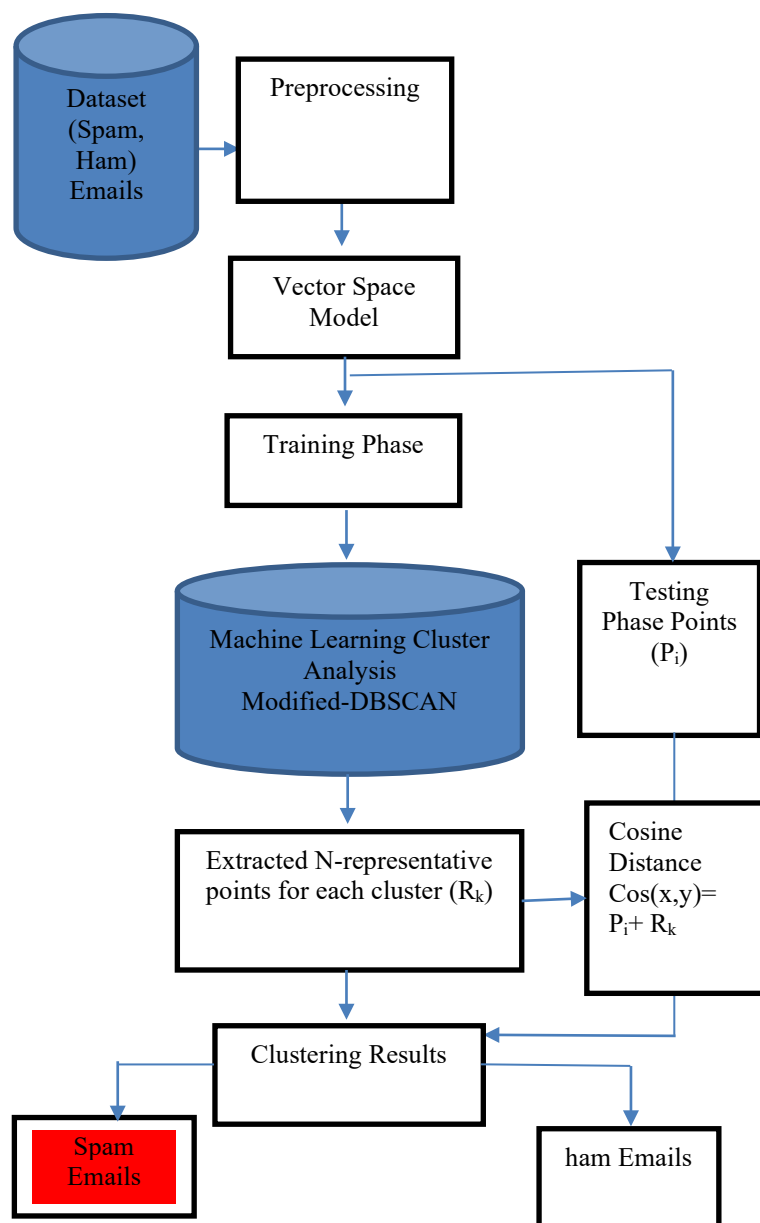 Dataset
(Spam,
Ham)
Emails
Preprocessing
Vector Space
Model
Training Phase
Machine Learning Cluster
Analysis
Modified-DBSCAN
Testing
Phase Points
(Pᵢ)
Extracted N-representative
points for each cluster (Rₖ)
Cosine
Distance
Cos(x,y)=
Pᵢ+ Rₖ
Clustering Results
Spam
Emails
ham Emails